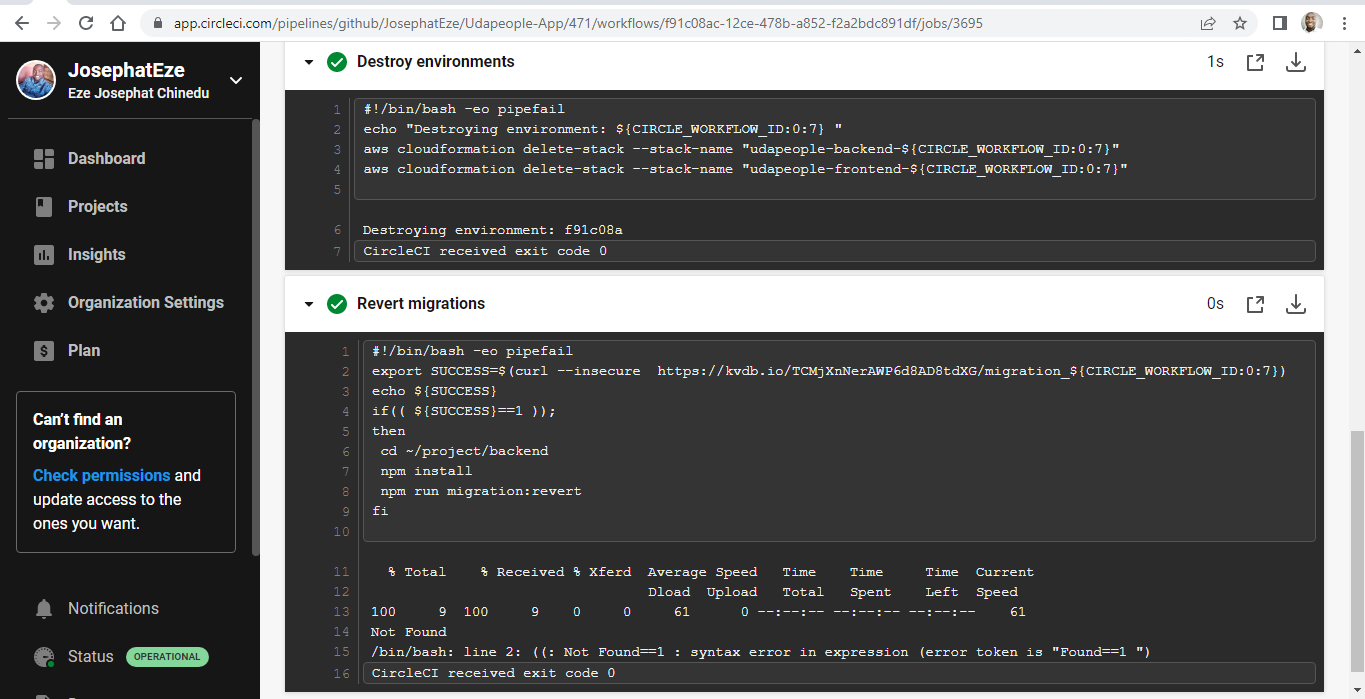 app.circleci.com/pipelines/github/JosephatEze/Udapeople-App/471/workflows/f91c08ac-12ce-478b-a852-f2a2bdc891df/jobs/3695
JosephatEze
Eze Josephat Chinedu
Dashboard
Projects
Insights
Organization Settings
Plan
Can't find an
organization?
Check permissions and
update access to the
ones you want.
Notifications
Status OPERATIONAL
Destroy environments 1s
1 #!/bin/bash -eo pipefail
2 echo "Destroying environment: ${CIRCLE_WORKFLOW_ID:0:7} "
3 aws cloudformation delete-stack --stack-name "udapeople-backend-${CIRCLE_WORKFLOW_ID:0:7}"
4 aws cloudformation delete-stack --stack-name "udapeople-frontend-${CIRCLE_WORKFLOW_ID:0:7}"
5
6 Destroying environment: f91c08a
7 CircleCI received exit code 0
Revert migrations 0s
1 #!/bin/bash -eo pipefail
2 export SUCCESS=$(curl --insecure  https://kvdb.io/TCMjXnNerAWP6d8AD8tdXG/migration_${CIRCLE_WORKFLOW_ID:0:7})
3 echo ${SUCCESS}
4 if(( ${SUCCESS}==1 ));
5 then
6  cd ~/project/backend
7  npm install
8  npm run migration:revert
9 fi
10
11   % Total    % Received % Xferd  Average Speed   Time    Time     Time  Current
12                                  Dload  Upload   Total   Spent    Left  Speed
13 100     9  100     9    0     0     61      0 --:--:-- --:--:-- --:--:--    61
14 Not Found
15 /bin/bash: line 2: ((: Not Found==1 : syntax error in expression (error token is "Found==1 ")
16 CircleCI received exit code 0